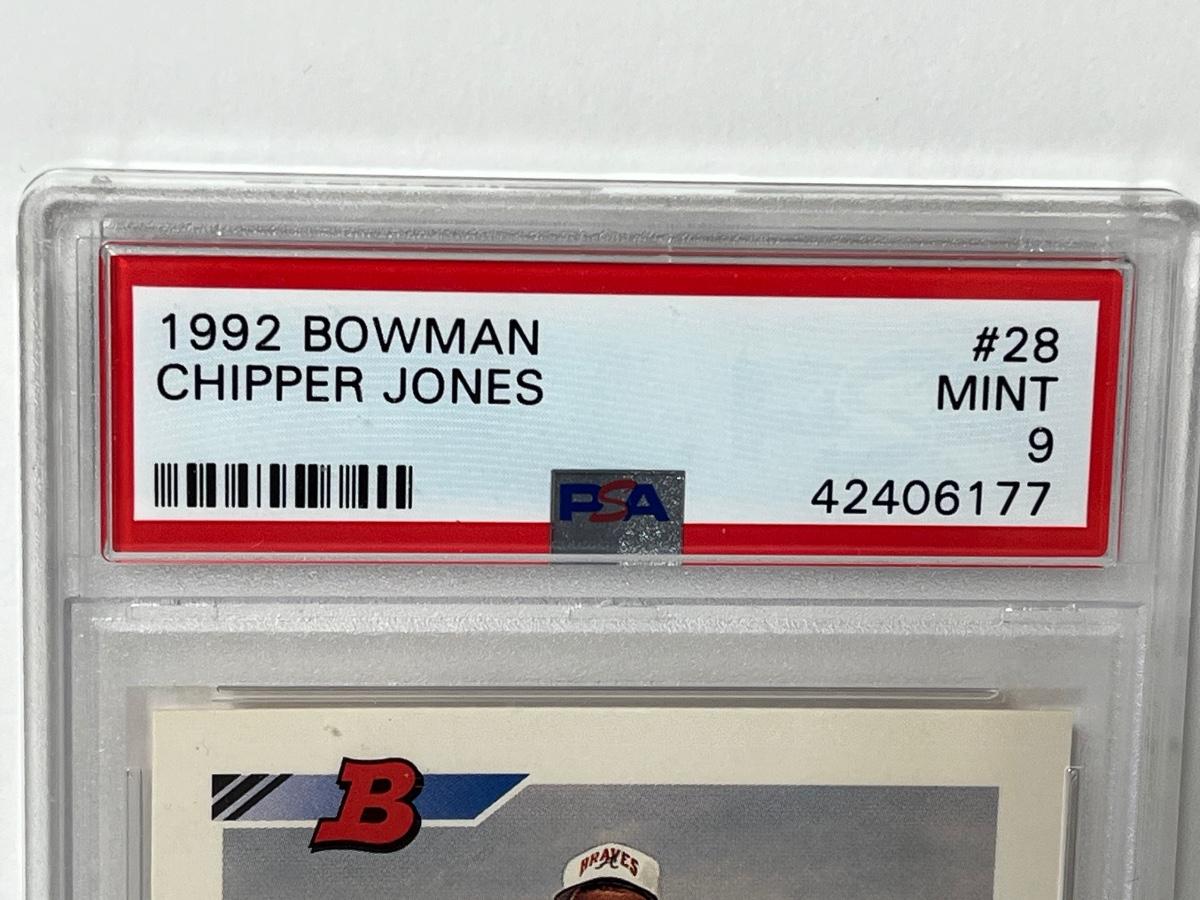 1992 BOWMAN #28
CHIPPER JONES MINT
9
PSA 42406177
B
BRAVES
A